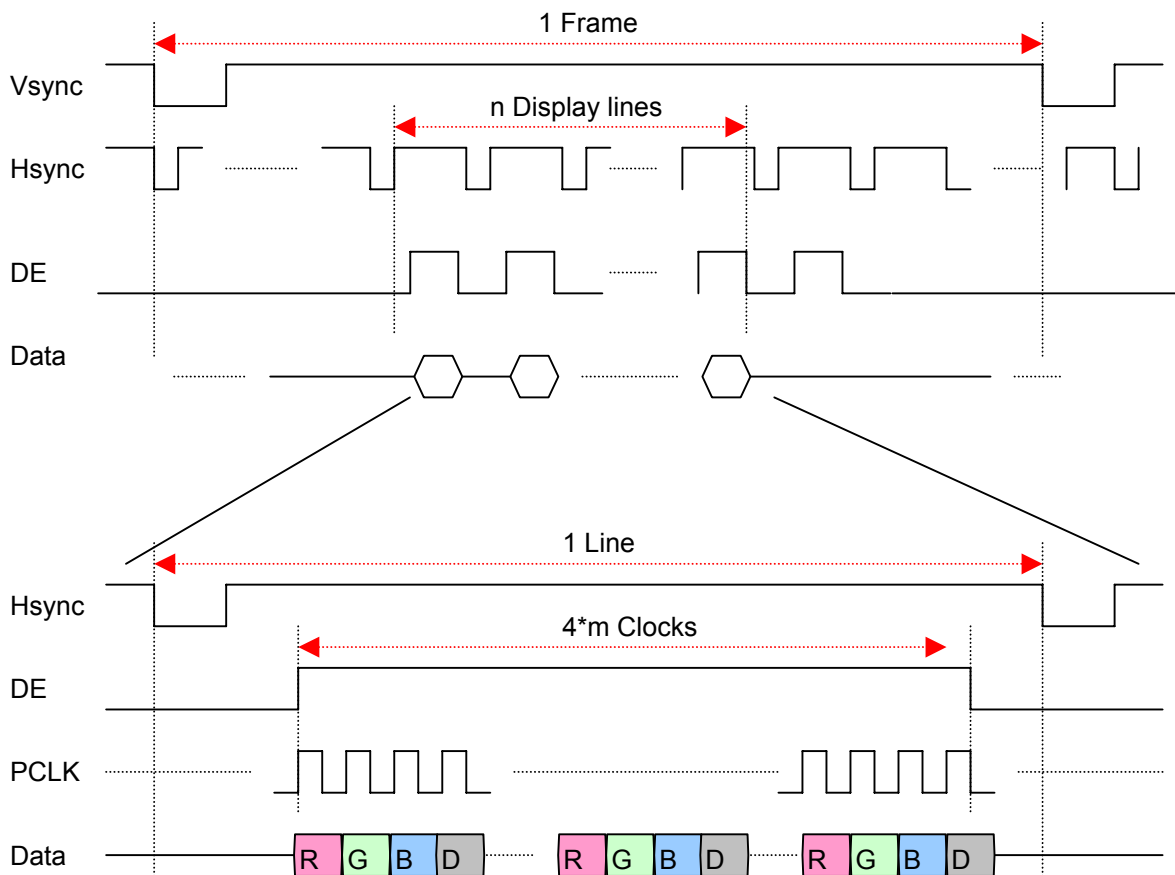 1 Frame
Vsync
n Display lines
Hsync
DE
Data
1 Line
Hsync
4*m Clocks
DE
PCLK
Data R G B D R G B D R G B D